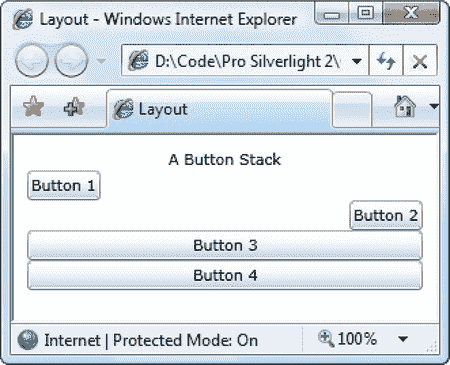 Layout - Windows Internet Explorer
D:\Code\Pro Silverlight 2\
Layout
A Button Stack
Button 1
Button 2
Button 3
Button 4
Internet | Protected Mode: On
100%